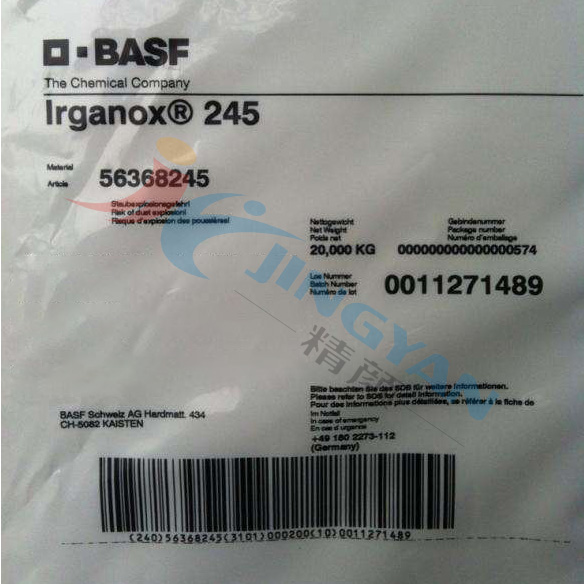 BASF
The Chemical Company
Irganox® 245
Material
Article
56368245
Staubexplosionsgefahr!
Risk of dust explosion!
Risque d'explosion des poussières!
Nettogewicht
Net Weight
Poids net
20,000 KG
Gebindenummer
Package number
Numéro d'emballage
000000000000000574
Los Nummer
Batch Number
Numéro de lot
0011271489
JINGYAN
精颜
Bitte beachten Sie das SDB für weitere Informationen.
Please refer to SDS for detail information.
Pour des informations plus détaillées, se référer à la fiche de
Im Notfall
In case of emergency
En cas d'urgence
+49 180 2273-112
(Germany)
BASF Schweiz AG Hardmatt. 434
CH-5082 KAISTEN
(240)56368245(3101)000200(10)0011271489